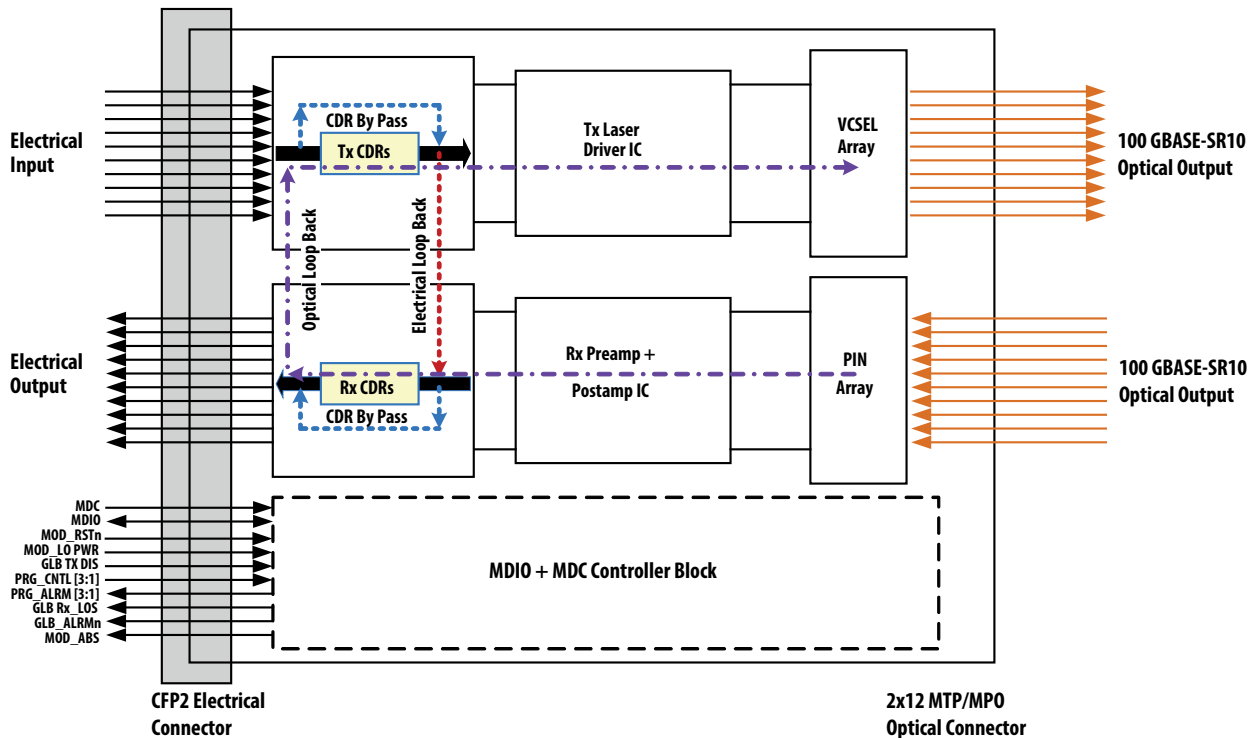 Electrical
Input
CDR By Pass
Tx CDRs
Tx Laser
Driver IC
VCSEL
Array
100 GBASE-SR10
Optical Output
Optical Loop Back
Electrical Loop Back
Electrical
Output
Rx CDRs
CDR By Pass
Rx Preamp +
Postamp IC
PIN
Array
100 GBASE-SR10
Optical Output
MDC
MDIO
MOD_RSTn
MOD_LO PWR
GLB TX DIS
PRG_CNTL [3:1]
PRG_ALRM [3:1]
GLB Rx_LOS
GLB_ALRMn
MOD_ABS
MDIO + MDC Controller Block
CFP2 Electrical
Connector
2x12 MTP/MPO
Optical Connector